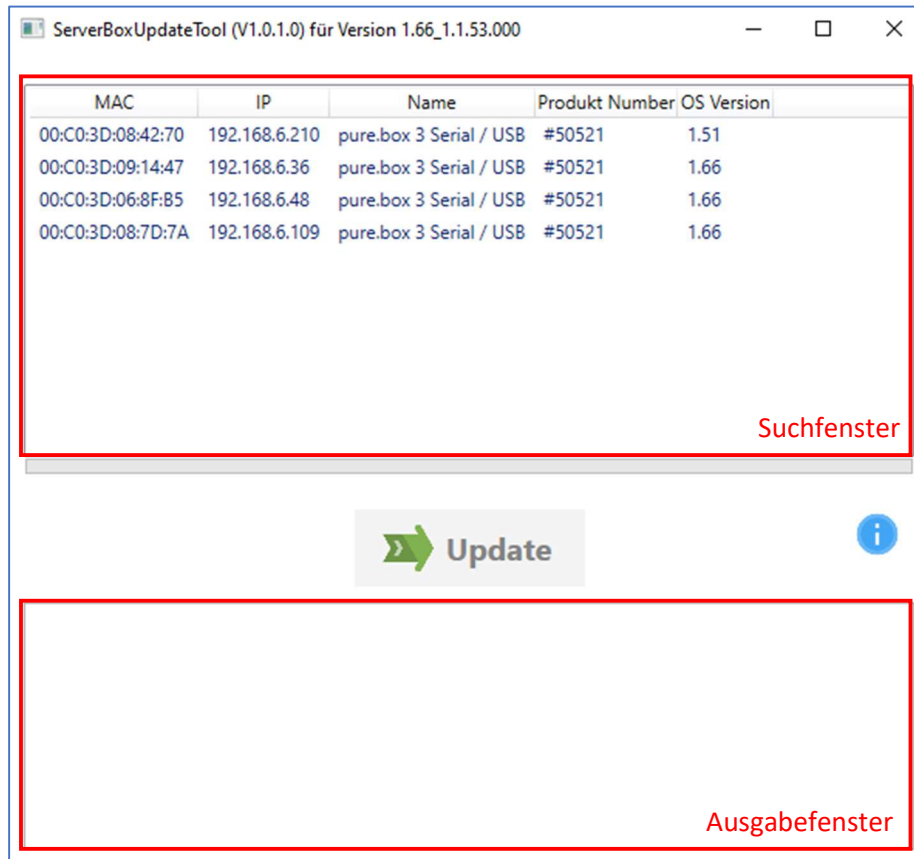 ServerBoxUpdateTool (V1.0.1.0) für Version 1.66_1.1.53.000
MAC IP Name Produkt Number OS Version
00:C0:3D:08:42:70 192.168.6.210 pure.box 3 Serial / USB #50521 1.51
00:C0:3D:09:14:47 192.168.6.36 pure.box 3 Serial / USB #50521 1.66
00:C0:3D:06:8F:B5 192.168.6.48 pure.box 3 Serial / USB #50521 1.66
00:C0:3D:08:7D:7A 192.168.6.109 pure.box 3 Serial / USB #50521 1.66
Suchfenster
Update
Ausgabefenster